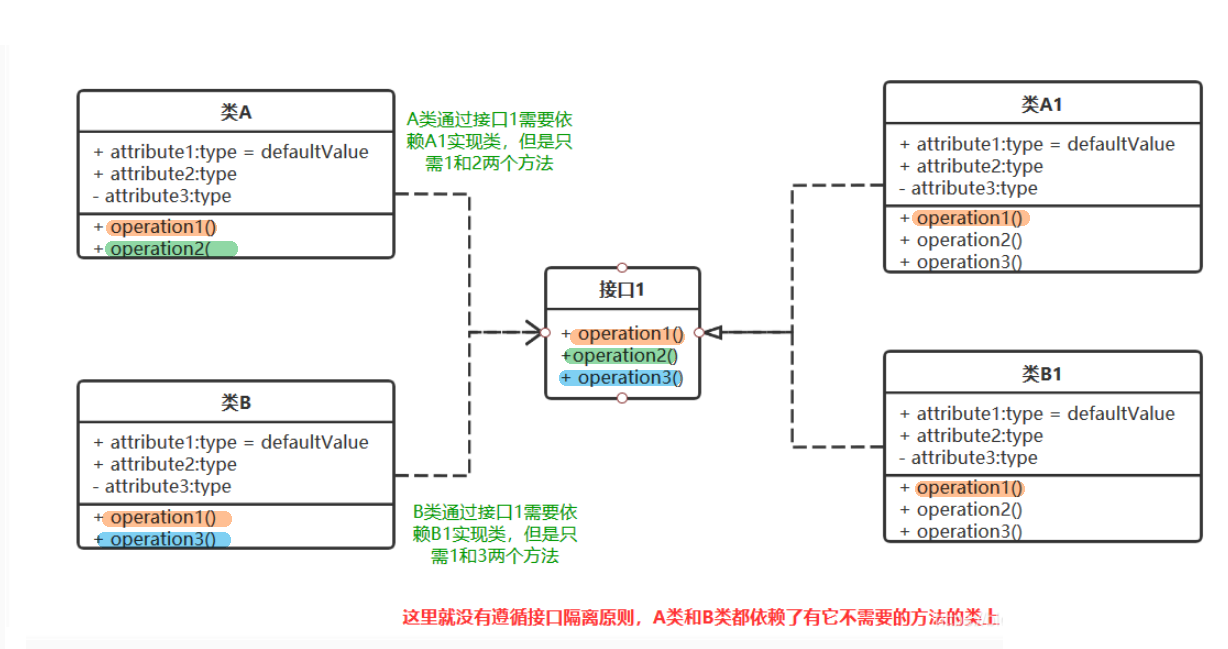 类A
+ attribute1:type = defaultValue
+ attribute2:type
- attribute3:type
+ operation1()
+ operation2(
A类通过接口1需要依
赖A1实现类，但是只
需1和2两个方法
类A1
+ attribute1:type = defaultValue
+ attribute2:type
- attribute3:type
+ operation1()
+ operation2()
+ operation3()
接口1
+ operation1()
+operation2()
+ operation3()
类B
+ attribute1:type = defaultValue
+ attribute2:type
- attribute3:type
+ operation1()
+ operation3()
B类通过接口1需要依
赖B1实现类，但是只
需1和3两个方法
类B1
+ attribute1:type = defaultValue
+ attribute2:type
- attribute3:type
+ operation1()
+ operation2()
+ operation3()
这里就没有遵循接口隔离原则，A类和B类都依赖了有它不需要的方法的类上